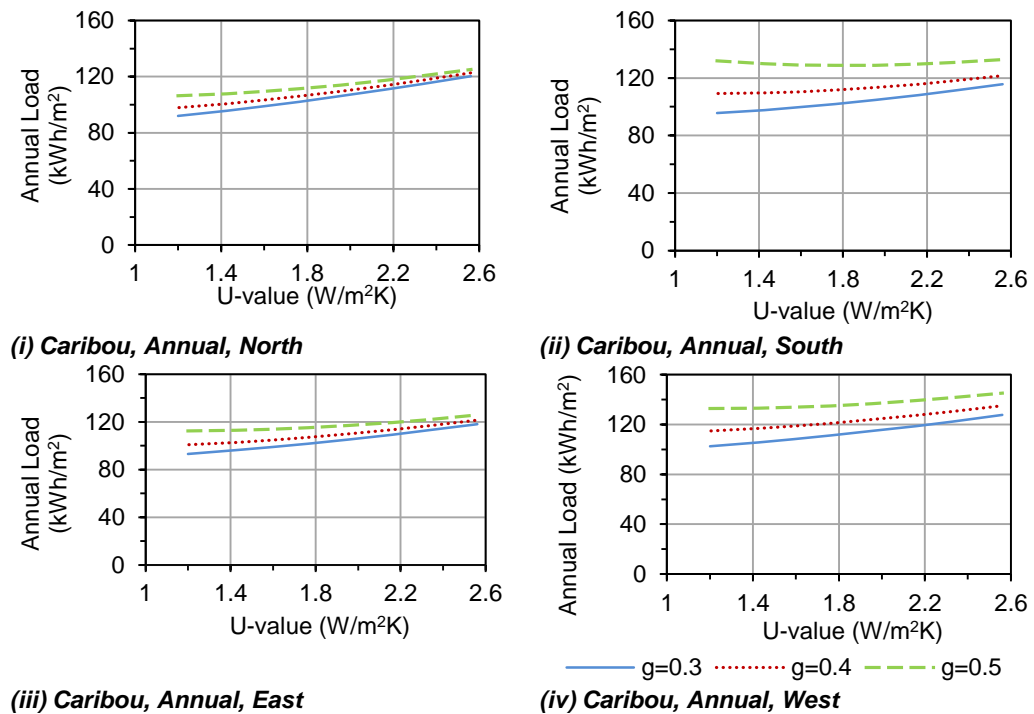 160
120
80
40
0
Annual Load
(kWh/m²)
1 1.4 1.8 2.2 2.6
U-value (W/m²K)
(i) Caribou, Annual, North
160
120
80
40
0
Annual Load
(kWh/m²)
1 1.4 1.8 2.2 2.6
U-value (W/m²K)
(ii) Caribou, Annual, South
160
120
80
40
0
Annual Load
(kWh/m²)
1 1.4 1.8 2.2 2.6
U-value (W/m²K)
(iii) Caribou, Annual, East
160
120
80
40
0
Annual Load (kWh/m²)
1 1.4 1.8 2.2 2.6
U-value (W/m²K)
g=0.3 g=0.4 g=0.5
(iv) Caribou, Annual, West